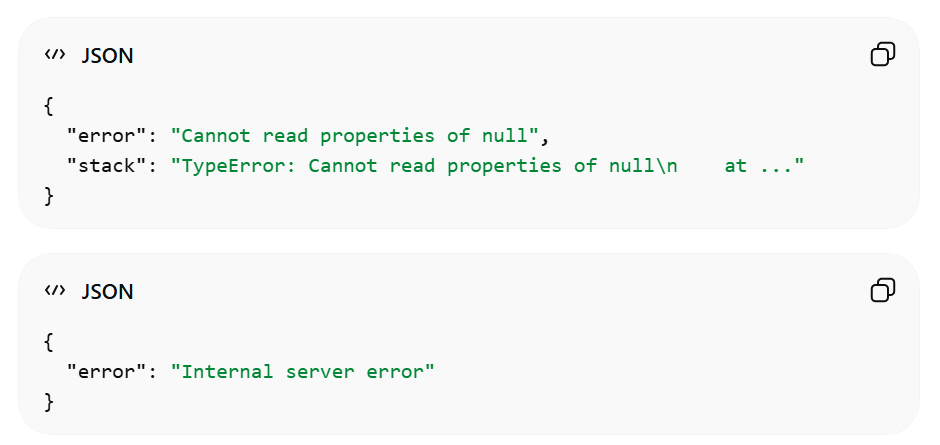 JSON
{
  "error": "Cannot read properties of null",
  "stack": "TypeError: Cannot read properties of null\n    at ..."
}
JSON
{
  "error": "Internal server error"
}